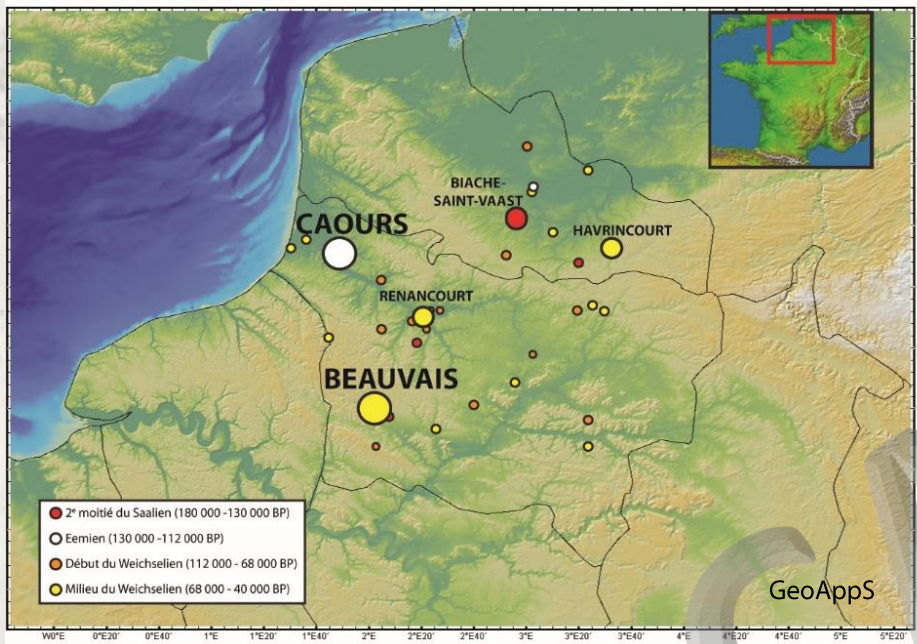 BIACHE-
SAINT-VAAST
CAOURS
HAVRINCOURT
RENANCOURT
BEAUVAIS
2e moitié du Saalien (180 000 -130 000 BP)
Eemien (130 000 -112 000 BP)
Début du Weichselien (112 000 - 68 000 BP)
Milieu du Weichselien (68 000 - 40 000 BP)
GeoAppS
W0°E 0°E20' 0°E40' 1°E 1°E20' 1°E40' 2°E 2°E20' 2°E40' 3°E 3°E20' 3°E40' 4°E 4°E20' 4°E40' 5°E 5°E20'